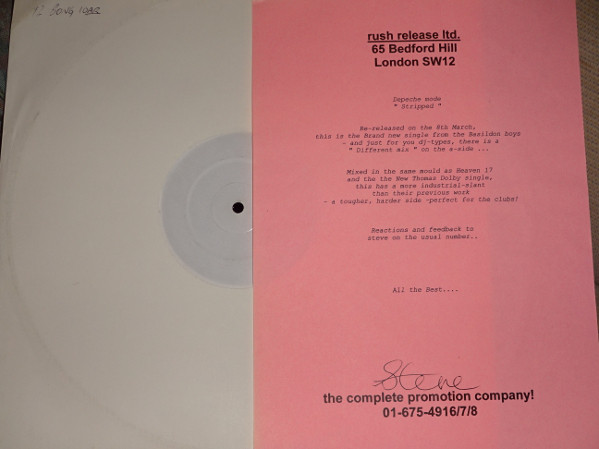 12 BONG 10
rush release ltd.
65 Bedford Hill
London SW12
Depeche mode
" Stripped "
Re-released on the 9th March,
this is the Brand new single from the Basildon boys
- and just for you dj-types, there is a
" Different mix " on the a-side ...
Mixed in the same mould as Heaven 17
and the the New Thomas Dolby single,
this has a more industrial-slant
than their previous work
- a tougher, harder side -perfect for the clubs!
Reactions and feedback to
steve on the usual number..
All the Best....
Steve
the complete promotion company!
01-675-4916/7/8